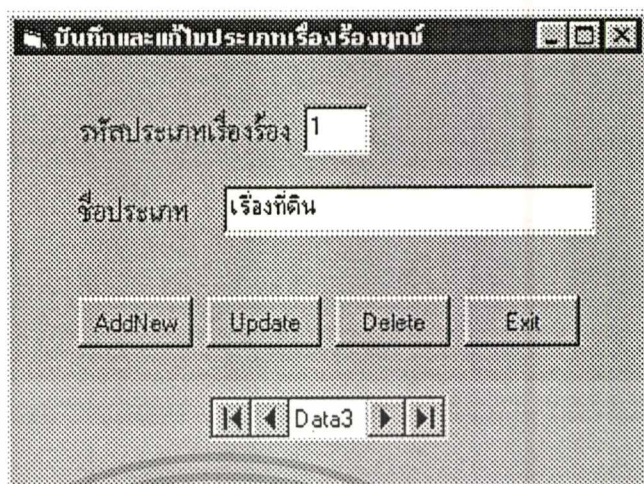 บันทึกและแก้ไขประเภทเรื่องร้องทุกข์
รหัสประเภทเรื่องร้อง 1
ชื่อประเภท เรื่องที่ดิน
AddNew Update Delete Exit
Data3